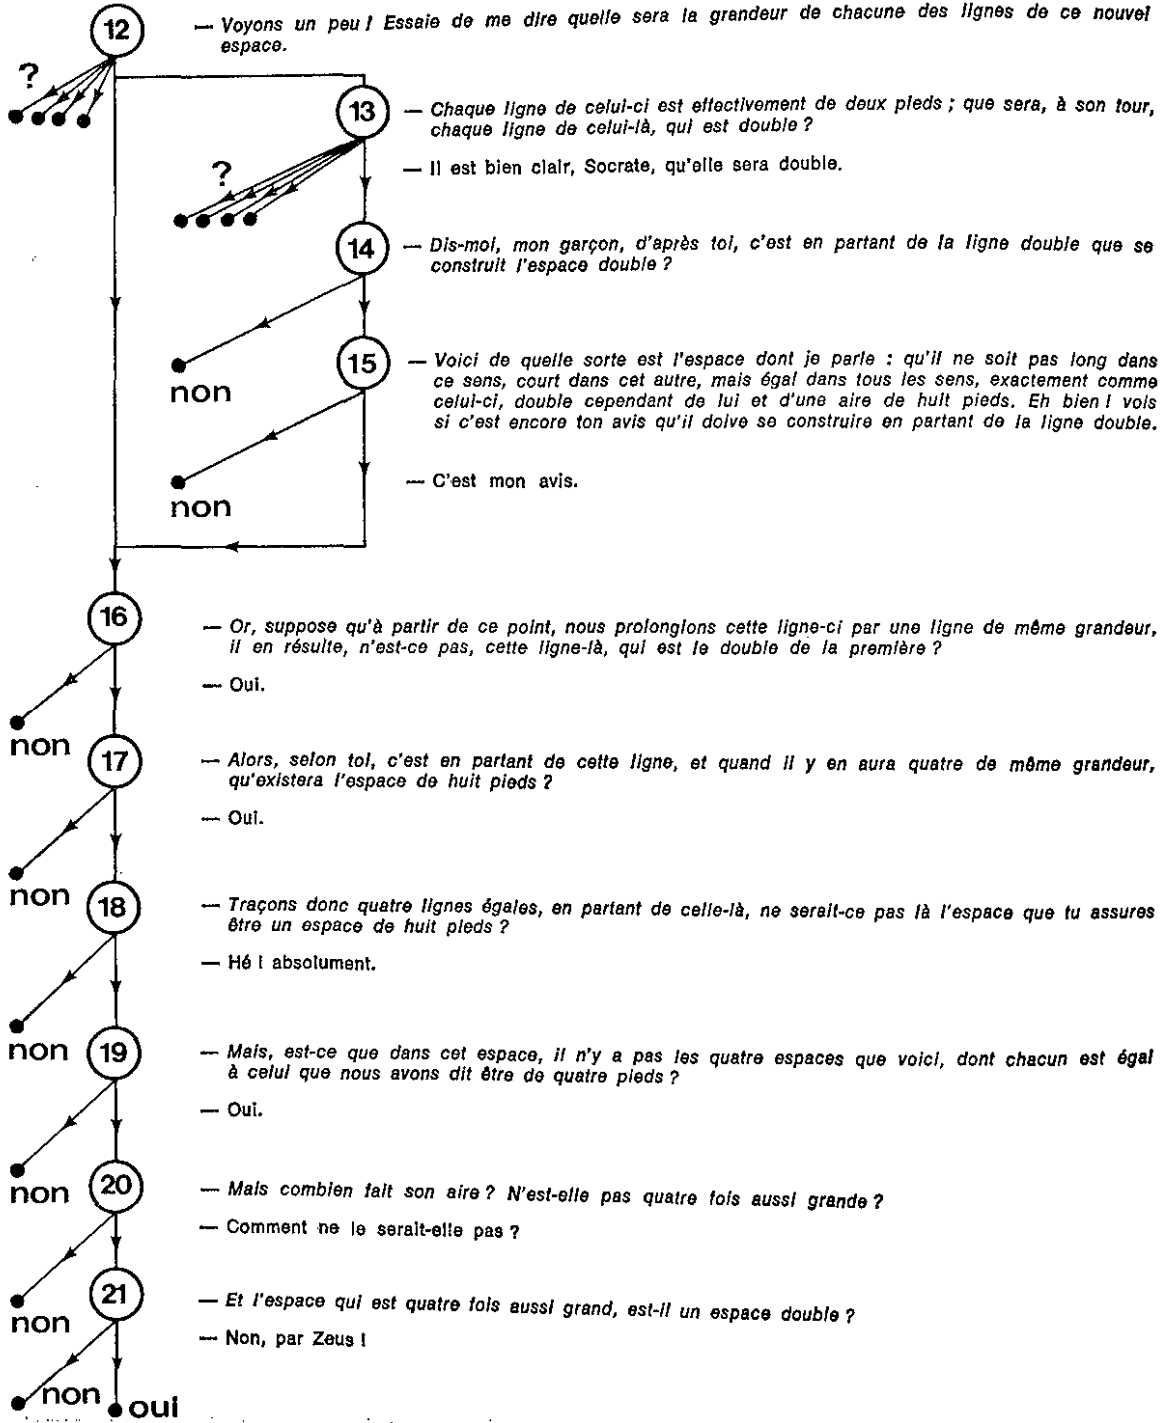 12
— Voyons un peu ! Essaie de me dire quelle sera la grandeur de chacune des lignes de ce nouvel
espace.
?
13
— Chaque ligne de celui-ci est effectivement de deux pieds ; que sera, à son tour,
chaque ligne de celui-là, qui est double ?
?
— Il est bien clair, Socrate, qu'elle sera double.
14
— Dis-moi, mon garçon, d'après toi, c'est en partant de la ligne double que se
construit l'espace double ?
non
15
— Voici de quelle sorte est l'espace dont je parle : qu'il ne soit pas long dans
ce sens, court dans cet autre, mais égal dans tous les sens, exactement comme
celui-ci, double cependant de lui et d'une aire de huit pieds. Eh bien ! vois
si c'est encore ton avis qu'il doive se construire en partant de la ligne double.
— C'est mon avis.
non
16
— Or, suppose qu'à partir de ce point, nous prolongions cette ligne-ci par une ligne de même grandeur,
il en résulte, n'est-ce pas, cette ligne-là, qui est le double de la première ?
— Oui.
non
17
— Alors, selon toi, c'est en partant de cette ligne, et quand il y en aura quatre de même grandeur,
qu'existera l'espace de huit pieds ?
— Oui.
non
18
— Traçons donc quatre lignes égales, en partant de celle-là, ne serait-ce pas là l'espace que tu assures
être un espace de huit pieds ?
— Hé ! absolument.
non
19
— Mais, est-ce que dans cet espace, il n'y a pas les quatre espaces que voici, dont chacun est égal
à celui que nous avons dit être de quatre pieds ?
— Oui.
non
20
— Mais combien fait son aire ? N'est-elle pas quatre fois aussi grande ?
— Comment ne le serait-elle pas ?
non
21
— Et l'espace qui est quatre fois aussi grand, est-il un espace double ?
— Non, par Zeus !
non
oui